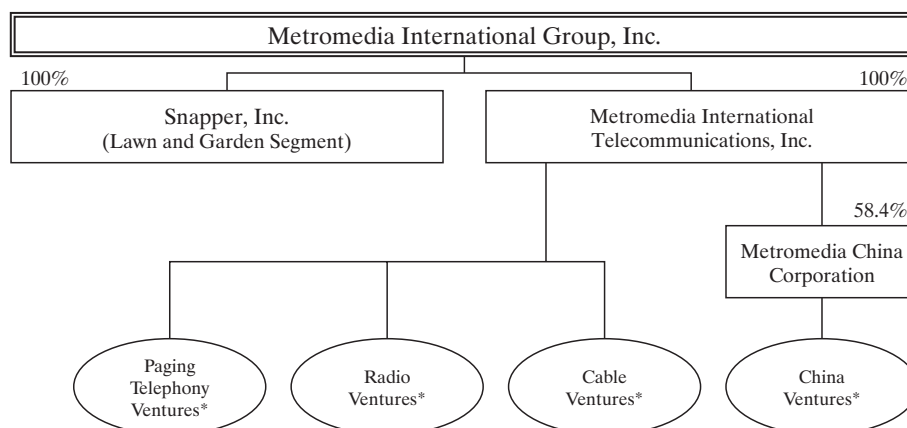 Metromedia International Group, Inc.
100%
100%
Snapper, Inc.
(Lawn and Garden Segment)
Metromedia International
Telecommunications, Inc.
58.4%
Metromedia China
Corporation
Paging
Telephony
Ventures*
Radio
Ventures*
Cable
Ventures*
China
Ventures*